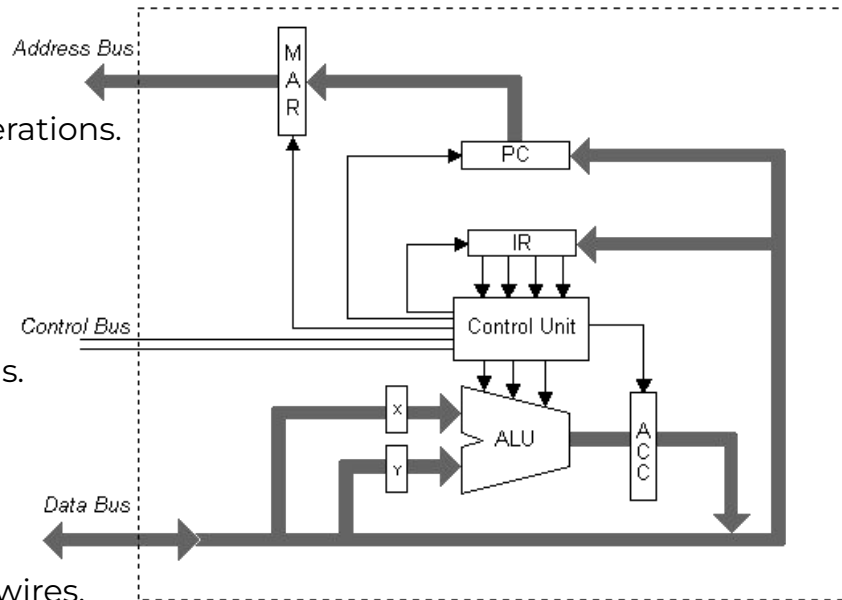 Address Bus
M
A
R
erations.
PC
IR
Control Unit
Control Bus
s.
X
ALU
A
C
C
Y
Data Bus
wires.